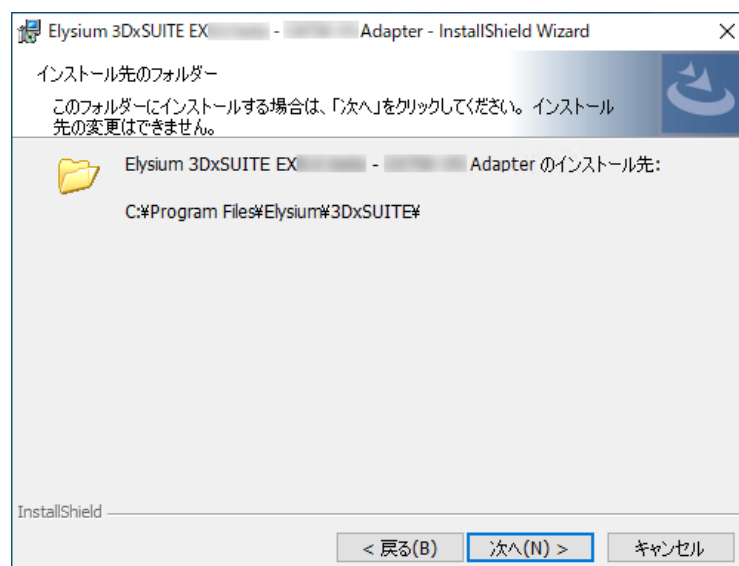 Elysium 3DxSUITE EX - Adapter - InstallShield Wizard
インストール先のフォルダー
このフォルダーにインストールする場合は、「次へ」をクリックしてください。 インストール
先の変更はできません。
Elysium 3DxSUITE EX - Adapter のインストール先:
C:¥Program Files¥Elysium¥3DxSUITE¥
InstallShield
< 戻る(B) 次へ(N) > キャンセル